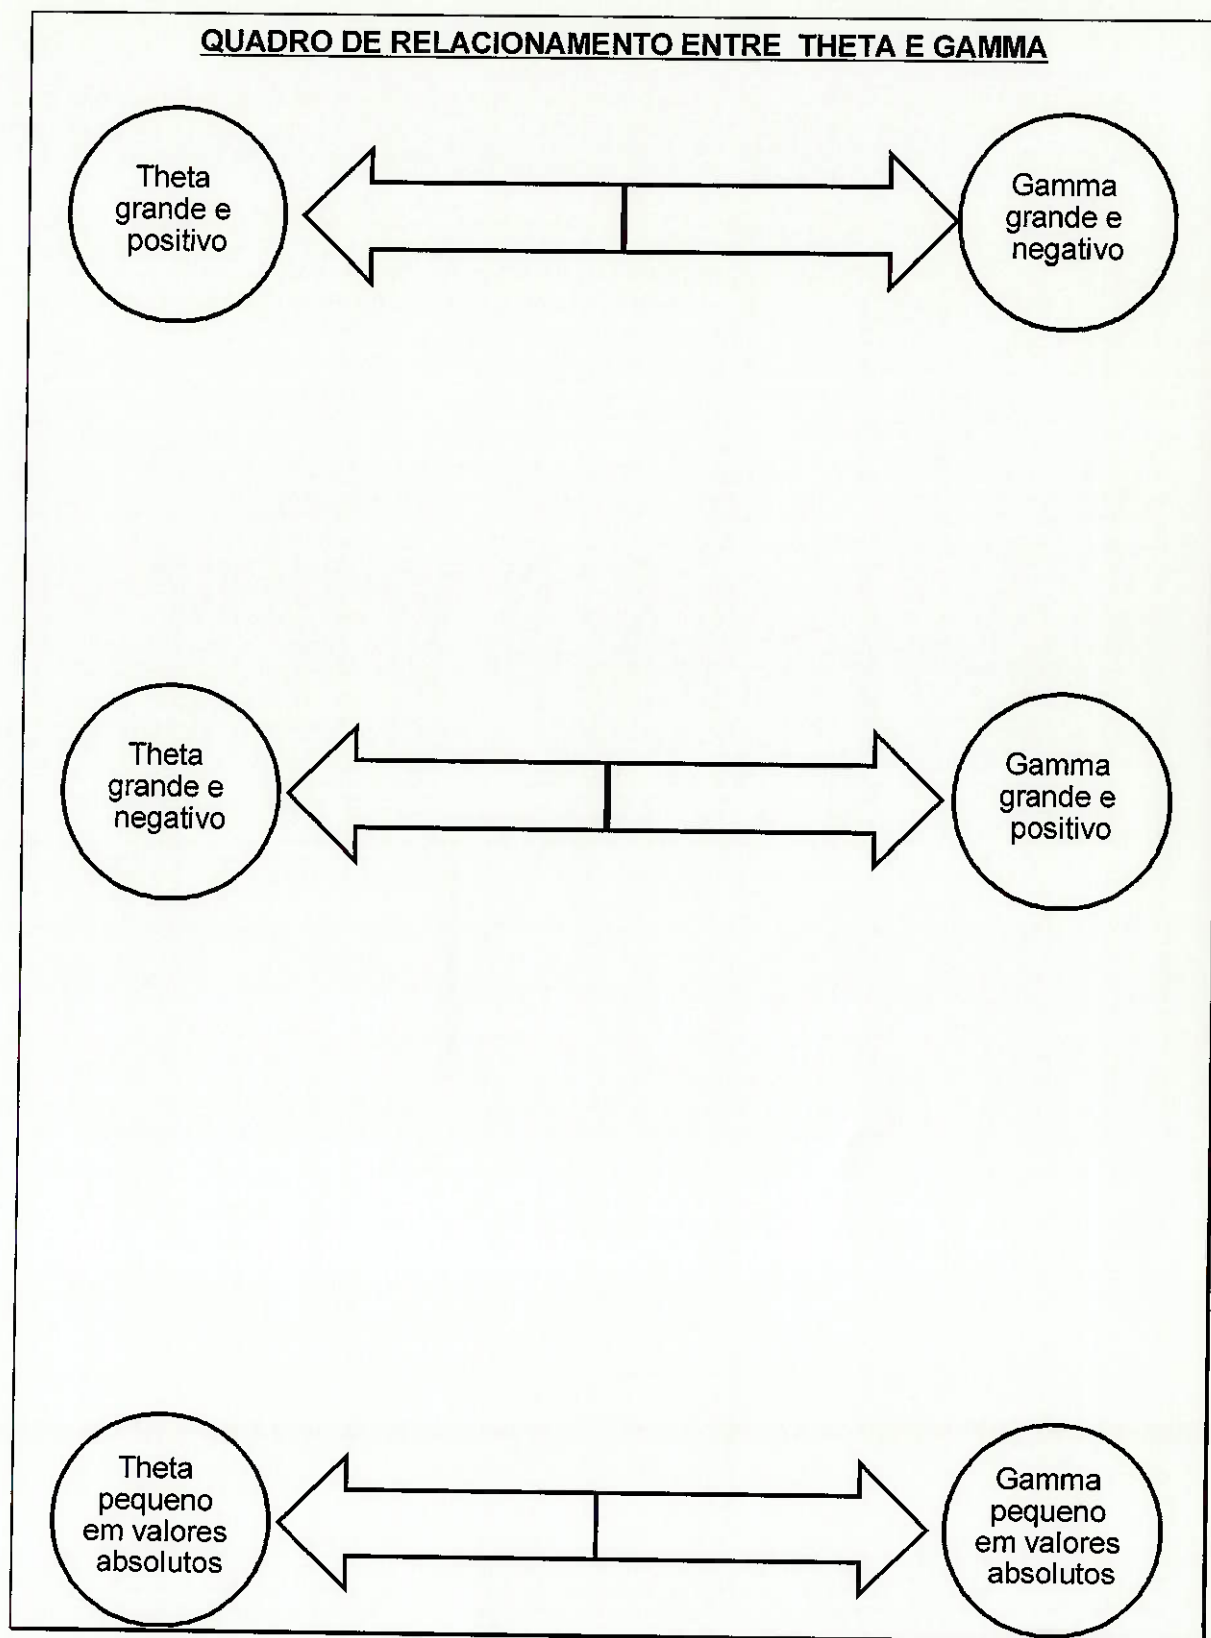 QUADRO DE RELACIONAMENTO ENTRE THETA E GAMMA
Theta
grande e
positivo
Gamma
grande e
negativo
Theta
grande e
negativo
Gamma
grande e
positivo
Theta
pequeno
em valores
absolutos
Gamma
pequeno
em valores
absolutos